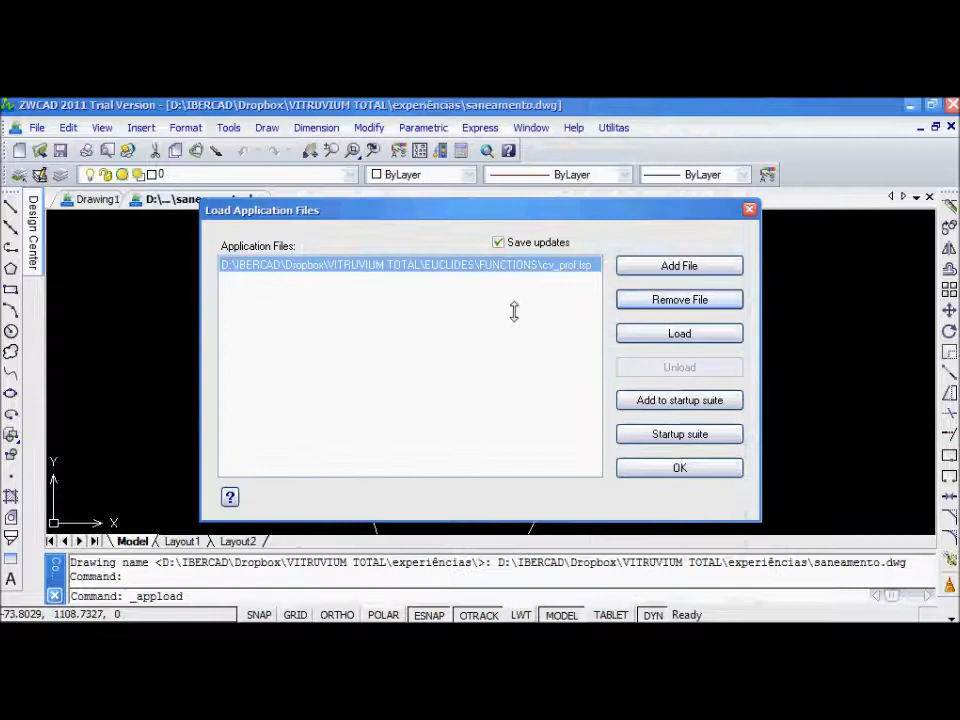 ZWCAD 2011 Trial Version - [D:\IBERCAD\Dropbox\VITRUVIUM TOTAL\experiências\saneamento.dwg]
File Edit View Insert Format Tools Draw Dimension Modify Parametric Express Window Help Utilitas
0 ByLayer ByLayer ByLayer
Drawing1 D:\...\sane
Design Center
Load Application Files
Application Files:
Save updates
D:\IBERCAD\Dropbox\VITRUVIUM TOTAL\EUCLIDES\FUNCTIONS\cv_prof.lsp
Add File
Remove File
Load
Unload
Add to startup suite
Startup suite
OK
?
Y
X
Model Layout1 Layout2
Co...
Drawing name <D:\IBERCAD\Dropbox\VITRUVIUM TOTAL\experiências\>: D:\IBERCAD\Dropbox\VITRUVIUM TOTAL\experiências\saneamento.dwg
Command:
Command: _appload
-73.8029, 1108.7327, 0 SNAP GRID ORTHO POLAR ESNAP OTRACK LWT MODEL TABLET DYN Ready